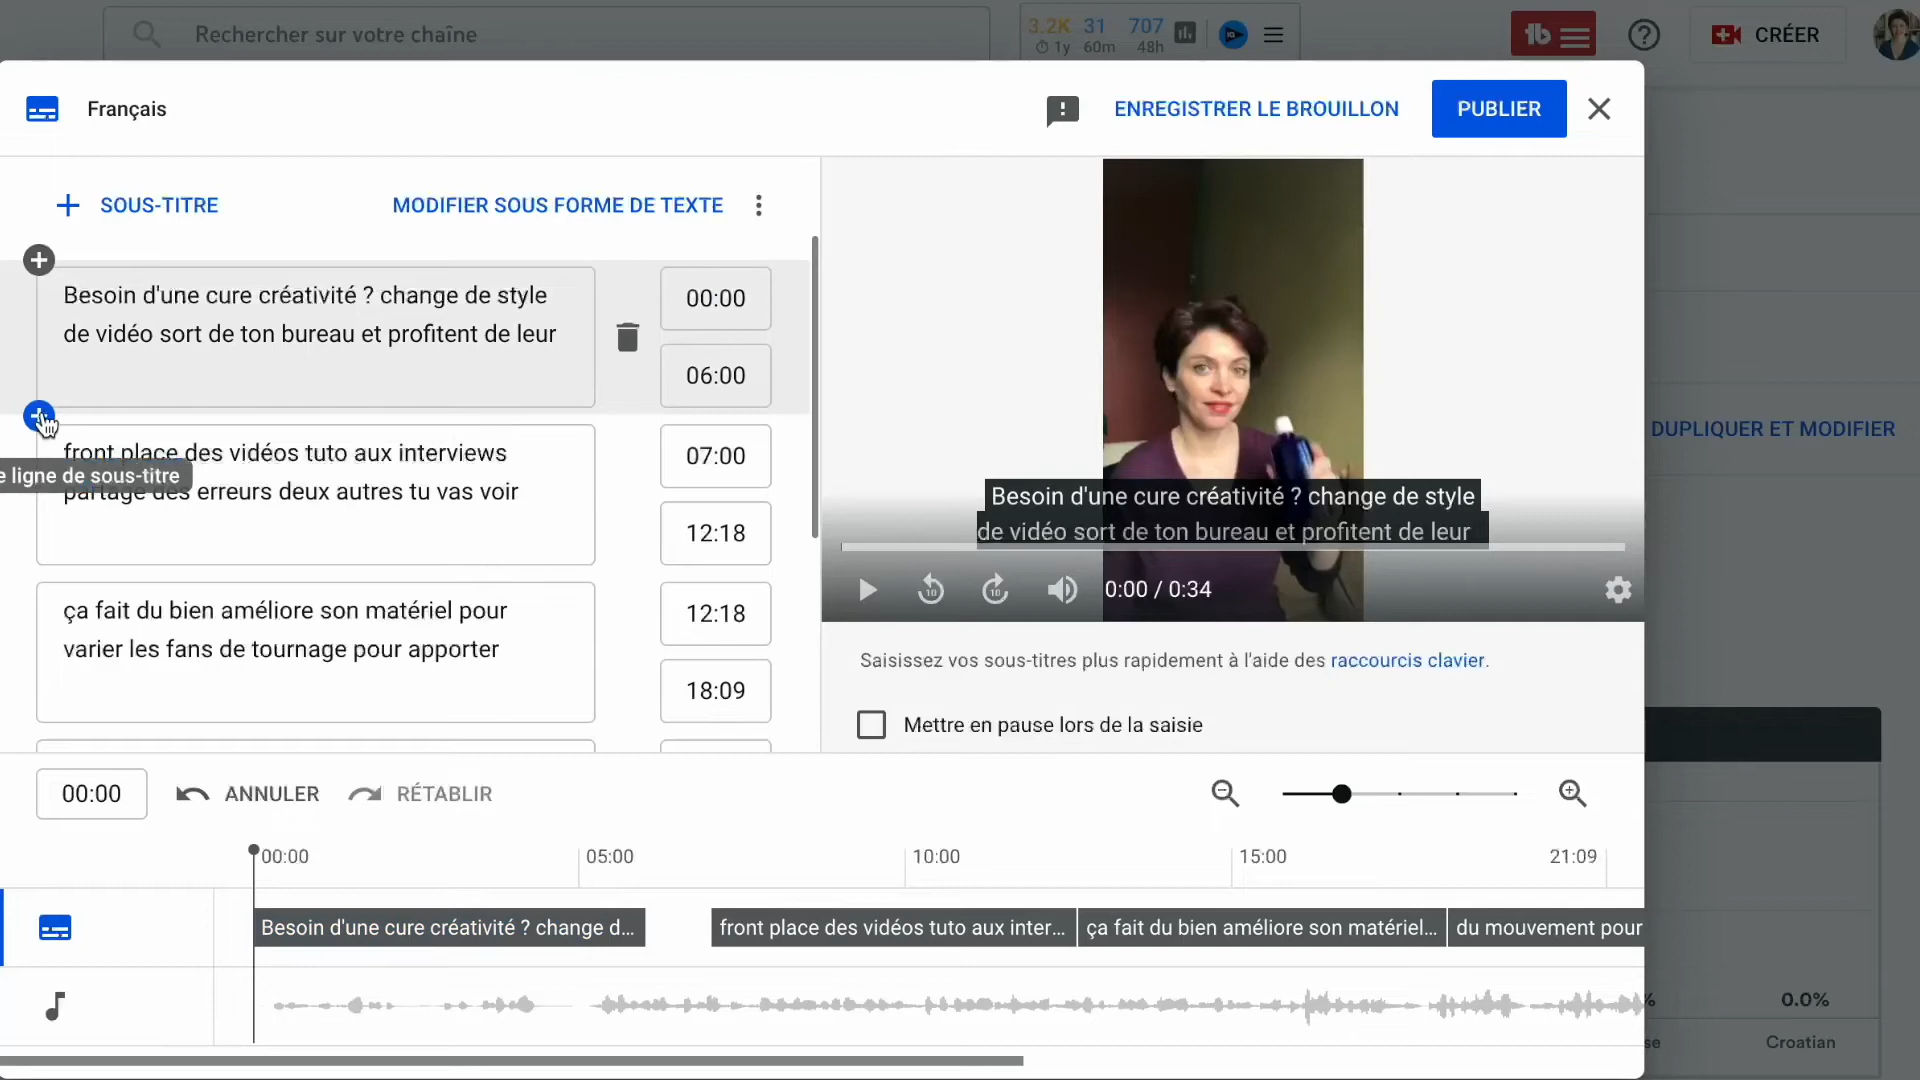 Rechercher sur votre chaîne
3.2K 31 707
1y 60m 48h
CRÉER
Français
ENREGISTRER LE BROUILLON
PUBLIER
SOUS-TITRE
MODIFIER SOUS FORME DE TEXTE
Besoin d'une cure créativité ? change de style
de vidéo sort de ton bureau et profitent de leur
00:00
06:00
front place des vidéos tuto aux interviews
partage des erreurs deux autres tu vas voir
e ligne de sous-titre
07:00
12:18
ça fait du bien améliore son matériel pour
varier les fans de tournage pour apporter
12:18
18:09
Besoin d'une cure créativité ? change de style
de vidéo sort de ton bureau et profitent de leur
10 10
0:00 / 0:34
Saisissez vos sous-titres plus rapidement à l'aide des raccourcis clavier.
Mettre en pause lors de la saisie
DUPLIQUER ET MODIFIER
00:00
ANNULER
RÉTABLIR
00:00 05:00 10:00 15:00 21:09
Besoin d'une cure créativité ? change d...
front place des vidéos tuto aux inter...
ça fait du bien améliore son matériel...
du mouvement pour
% 0.0%
se Croatian